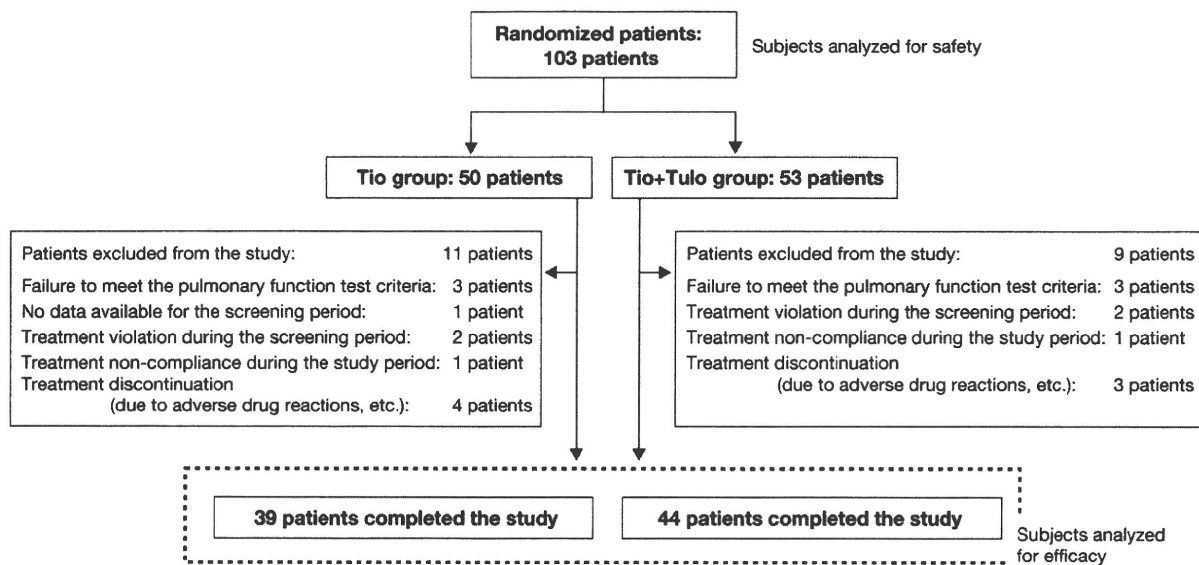 Randomized patients:
103 patients
Subjects analyzed for safety
Tio group: 50 patients
Tio+Tulo group: 53 patients
Patients excluded from the study: 11 patients
Failure to meet the pulmonary function test criteria: 3 patients
No data available for the screening period: 1 patient
Treatment violation during the screening period: 2 patients
Treatment non-compliance during the study period: 1 patient
Treatment discontinuation
(due to adverse drug reactions, etc.): 4 patients
Patients excluded from the study: 9 patients
Failure to meet the pulmonary function test criteria: 3 patients
Treatment violation during the screening period: 2 patients
Treatment non-compliance during the study period: 1 patient
Treatment discontinuation
(due to adverse drug reactions, etc.): 3 patients
39 patients completed the study
44 patients completed the study
Subjects analyzed
for efficacy